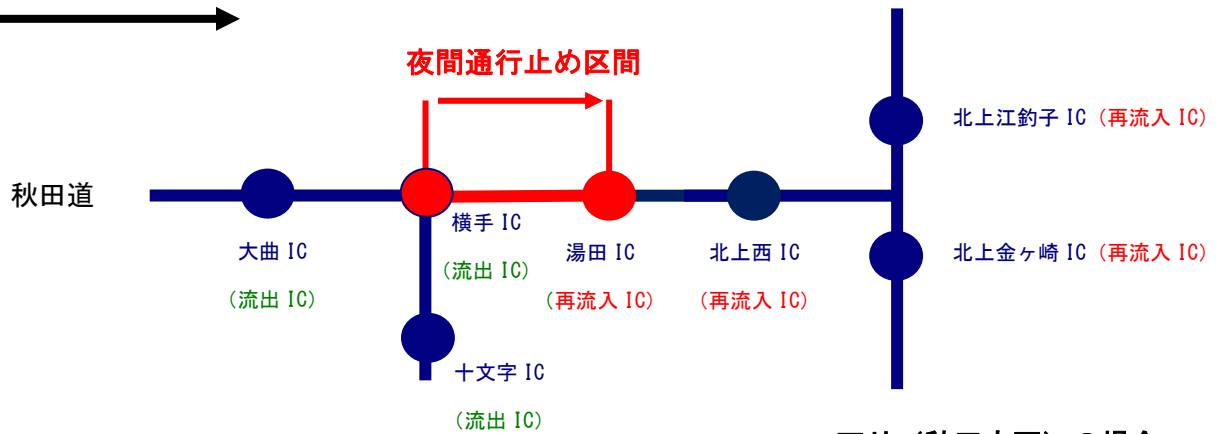 夜間通行止め区間
北上江釣子 IC (再流入 IC)
秋田道
横手 IC
(流出 IC)
大曲 IC
(流出 IC)
湯田 IC
(再流入 IC)
北上西 IC
(再流入 IC)
北上金ヶ崎 IC (再流入 IC)
十文字 IC
(流出 IC)